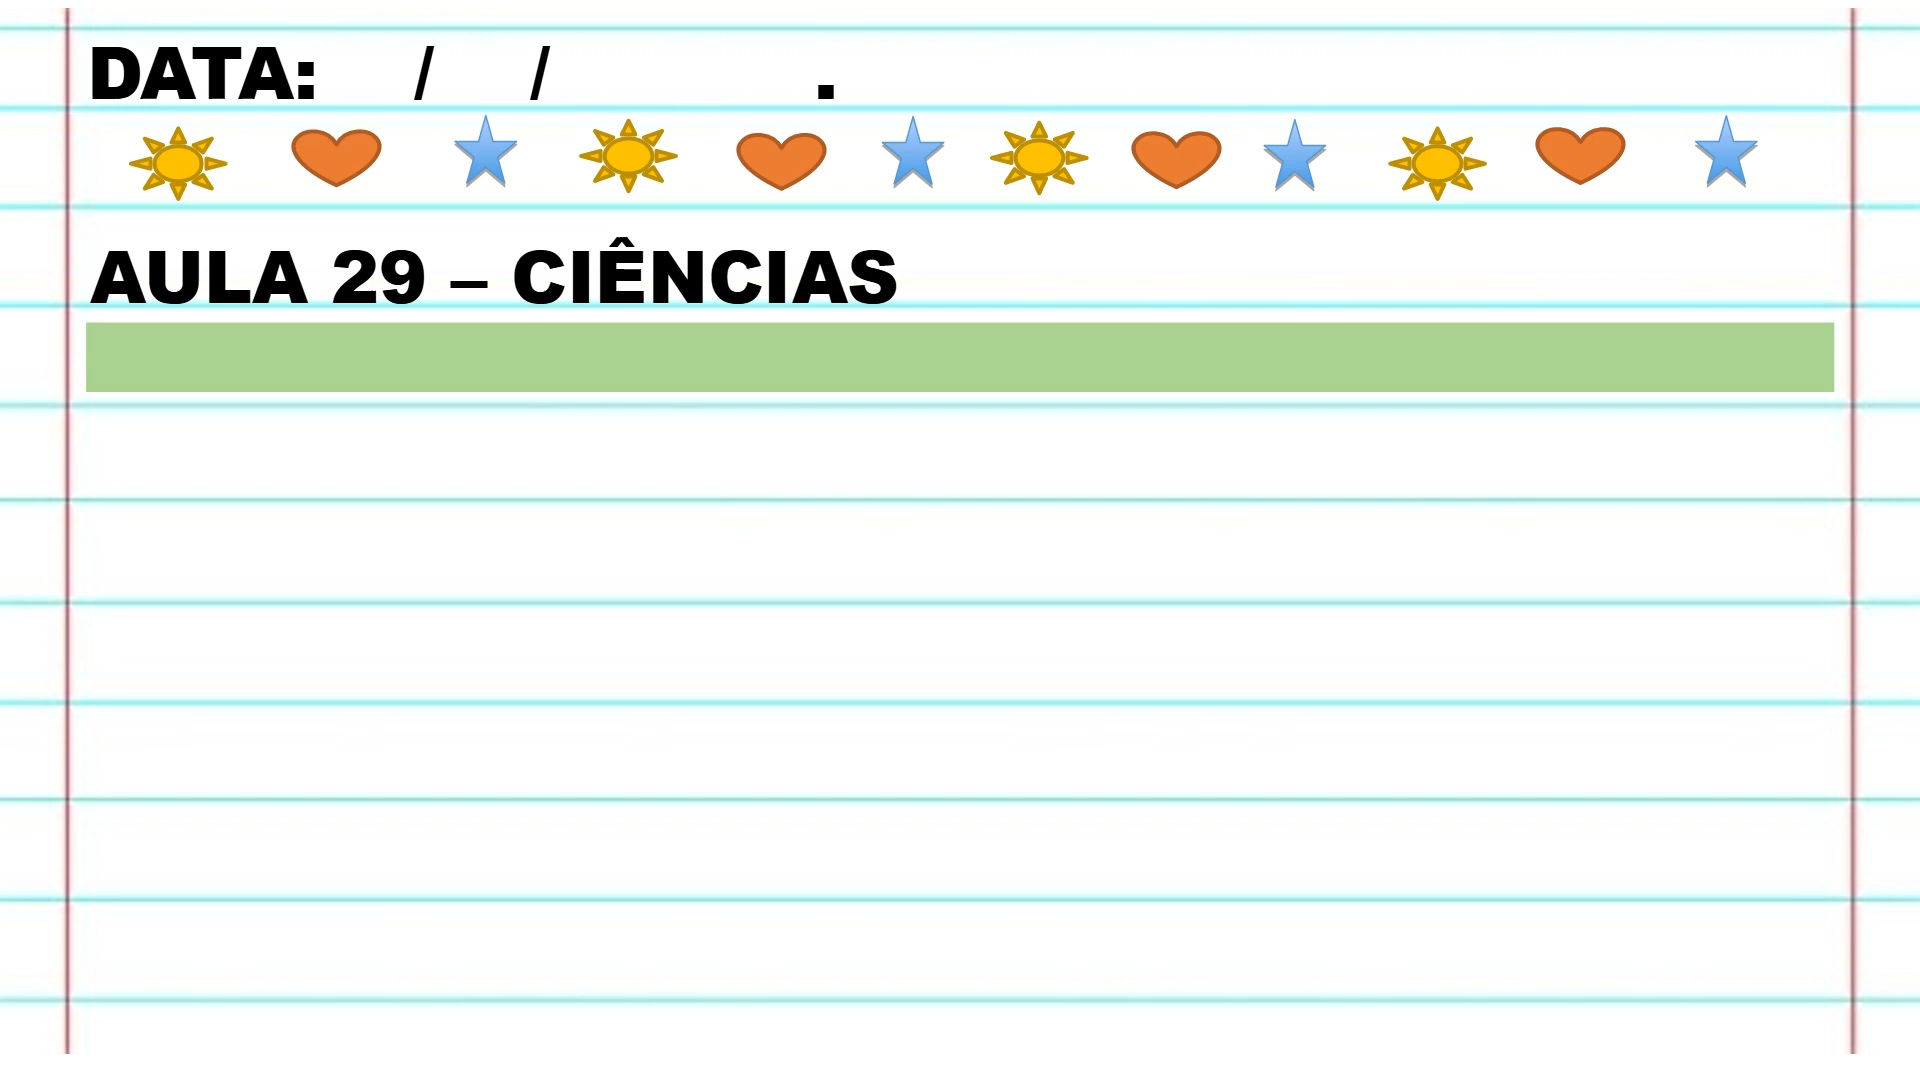 DATA: / / .
AULA 29 – CIÊNCIAS